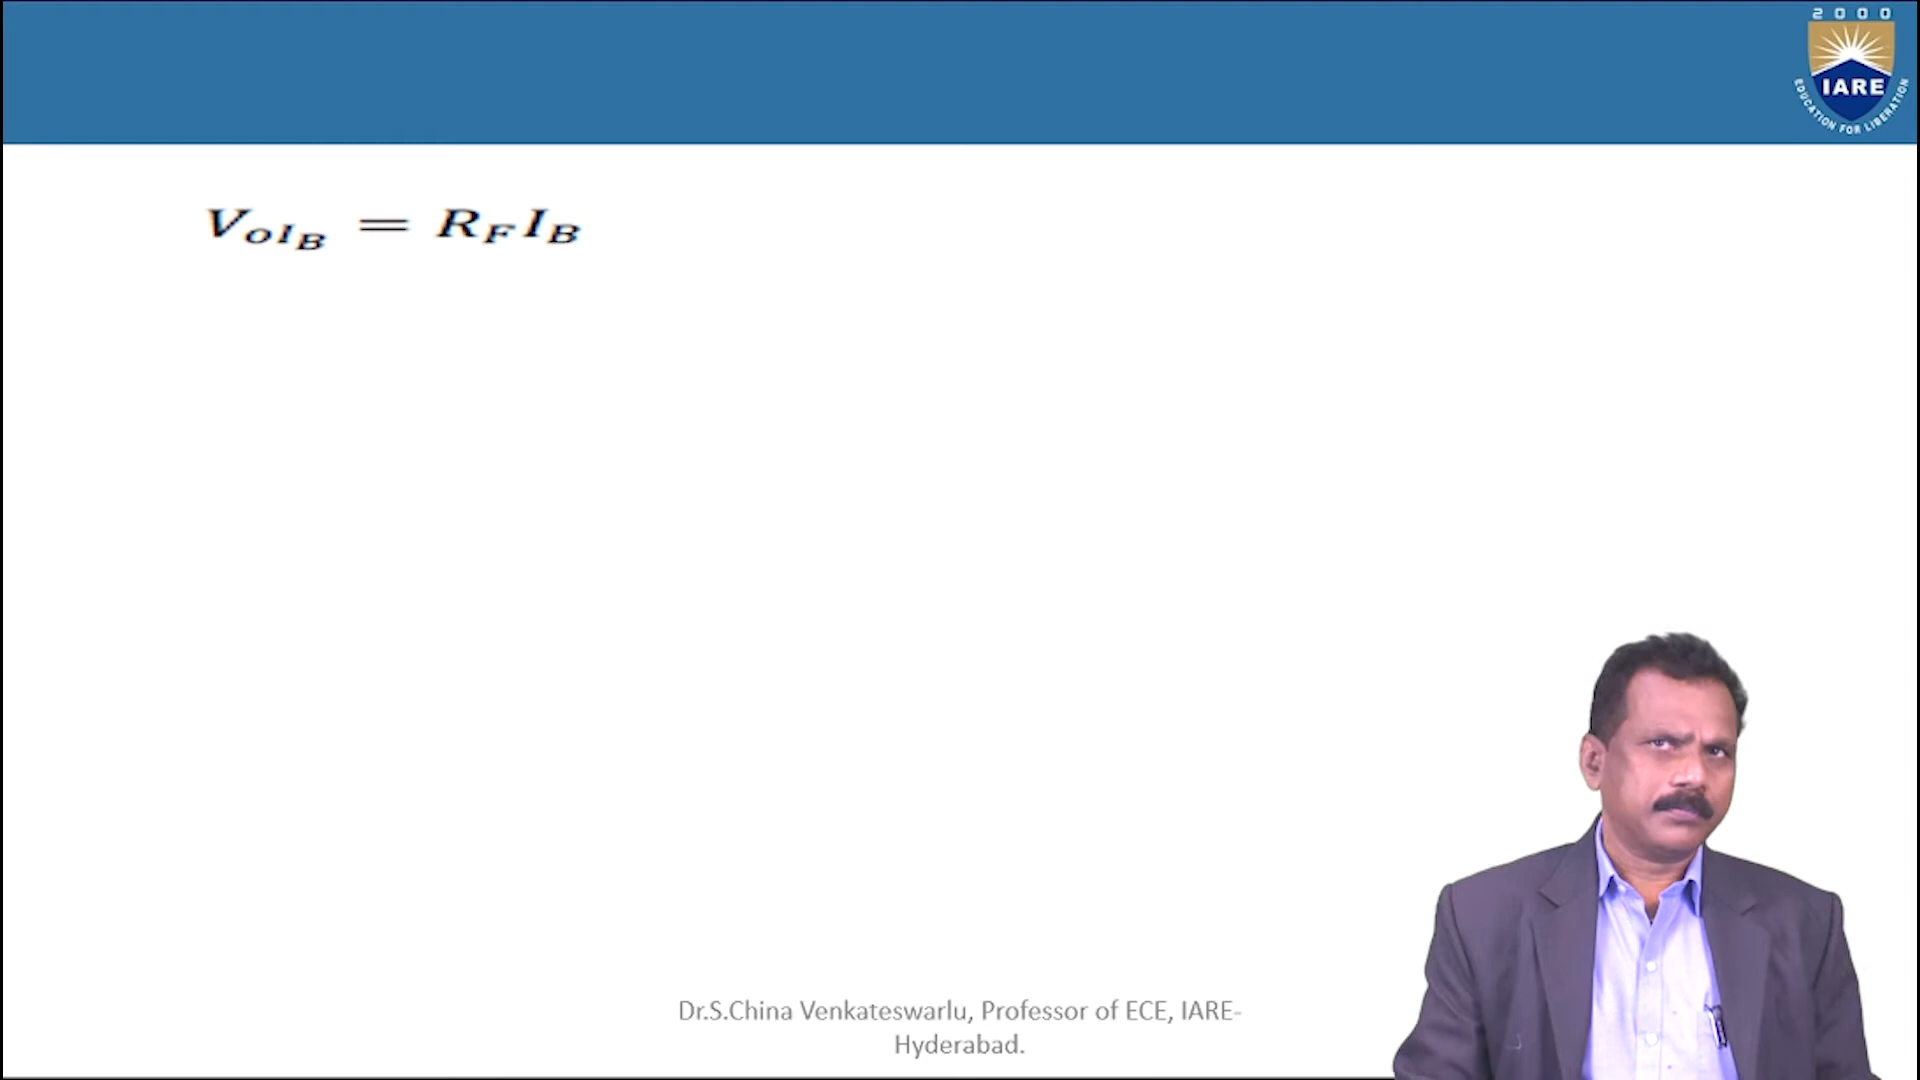 2000
IARE
EDUCATION FOR LIBERATION
V_{oI_B} = R_F I_B
Dr.S.China Venkateswarlu, Professor of ECE, IARE-
Hyderabad.